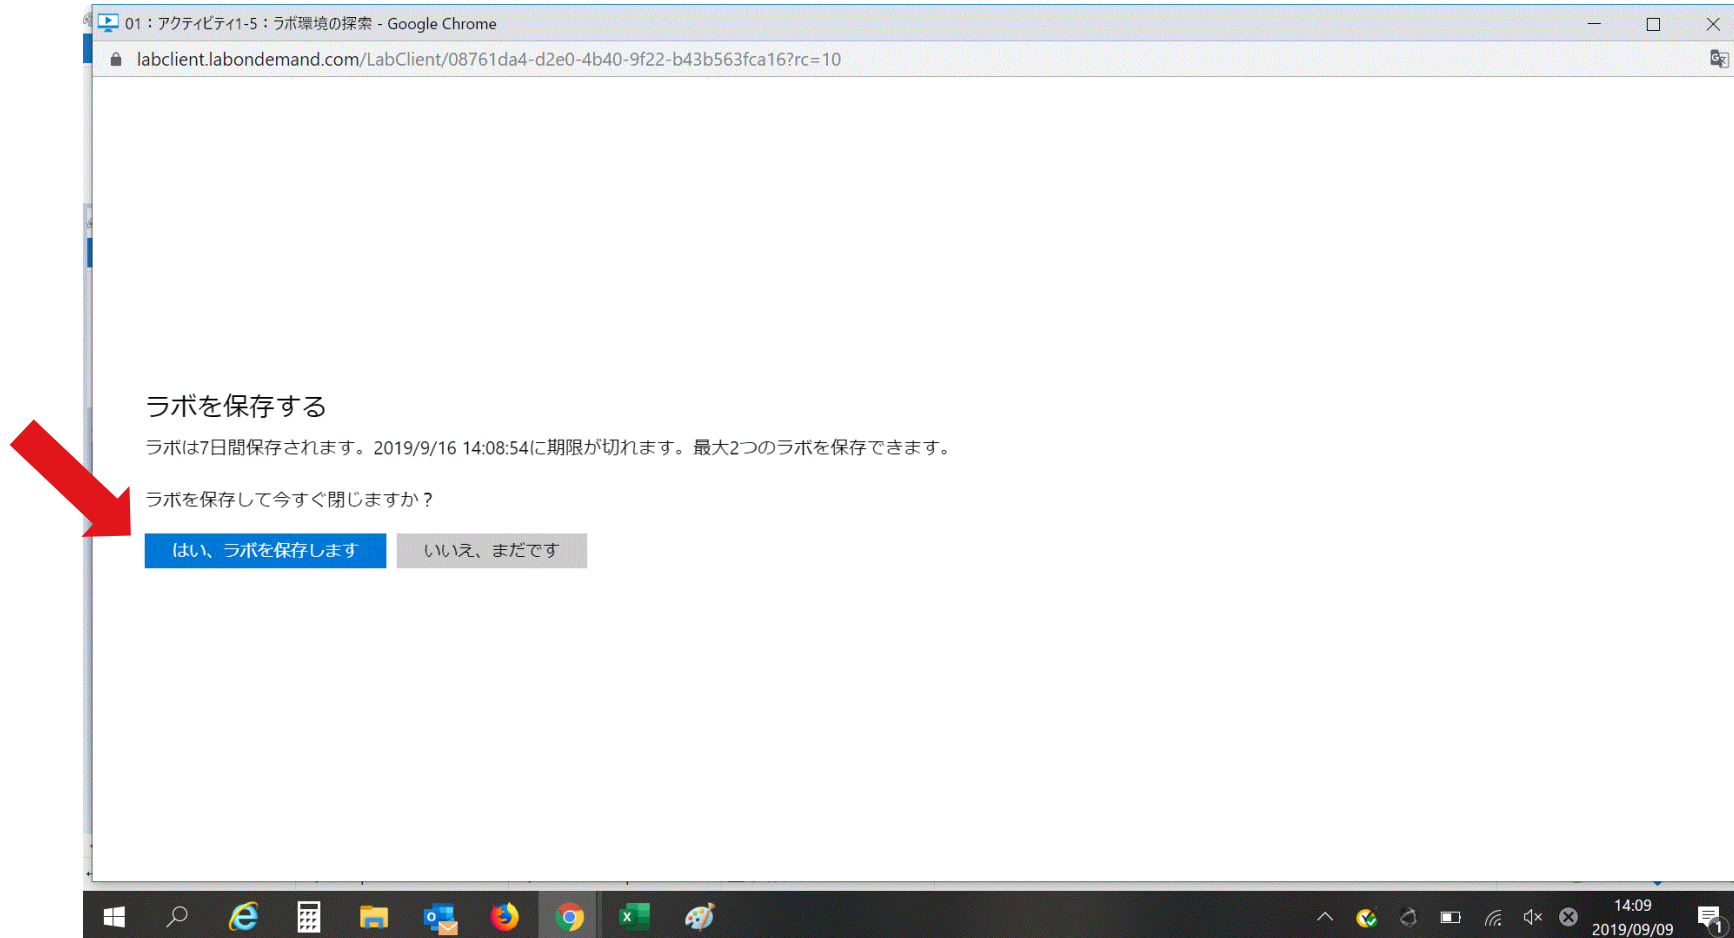 01：アクティビティ1-5：ラボ環境の探索 - Google Chrome
labclient.labondemand.com/LabClient/08761da4-d2e0-4b40-9f22-b43b563fca16?rc=10
ラボを保存する
ラボは7日間保存されます。2019/9/16 14:08:54に期限が切れます。最大2つのラボを保存できます。
ラボを保存して今すぐ閉じますか？
はい、ラボを保存します
いいえ、まだです
14:09
2019/09/09
1